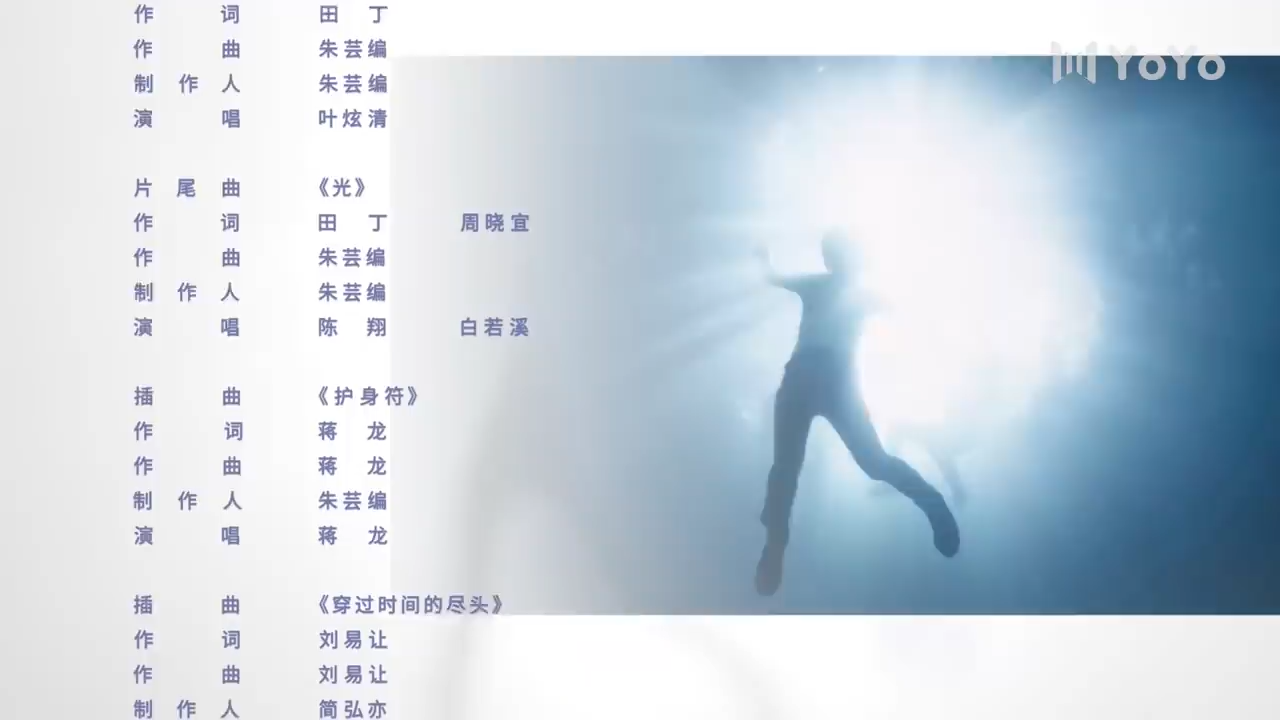 作词 田丁
作曲 朱芸编
制作人 朱芸编
演唱 叶炫清
片尾曲 《光》
作词 田丁 周晓宜
作曲 朱芸编
制作人 朱芸编
演唱 陈翔 白若溪
插曲 《护身符》
作词 蒋龙
作曲 蒋龙
制作人 朱芸编
演唱 蒋龙
插曲 《穿过时间的尽头》
作词 刘易让
作曲 刘易让
制作人 简弘亦
YoYo